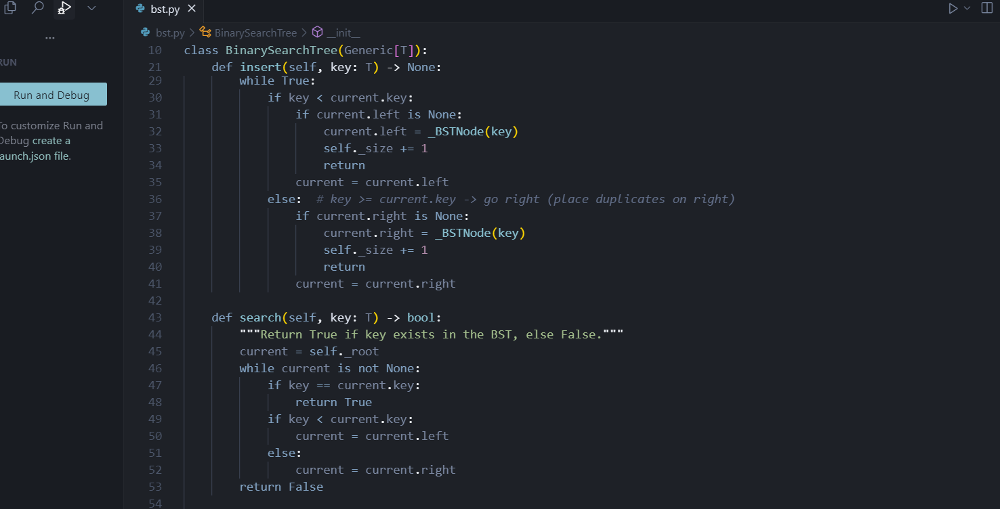 bst.py
bst.py > BinarySearchTree > __init__
...
RUN
Run and Debug
To customize Run and
Debug create a
launch.json file.
10 class BinarySearchTree(Generic[T]):
21     def insert(self, key: T) -> None:
29         while True:
30             if key < current.key:
31                 if current.left is None:
32                     current.left = _BSTNode(key)
33                     self._size += 1
34                     return
35                 current = current.left
36             else:  # key >= current.key -> go right (place duplicates on right)
37                 if current.right is None:
38                     current.right = _BSTNode(key)
39                     self._size += 1
40                     return
41                 current = current.right
42
43     def search(self, key: T) -> bool:
44         """Return True if key exists in the BST, else False."""
45         current = self._root
46         while current is not None:
47             if key == current.key:
48                 return True
49             if key < current.key:
50                 current = current.left
51             else:
52                 current = current.right
53         return False
54